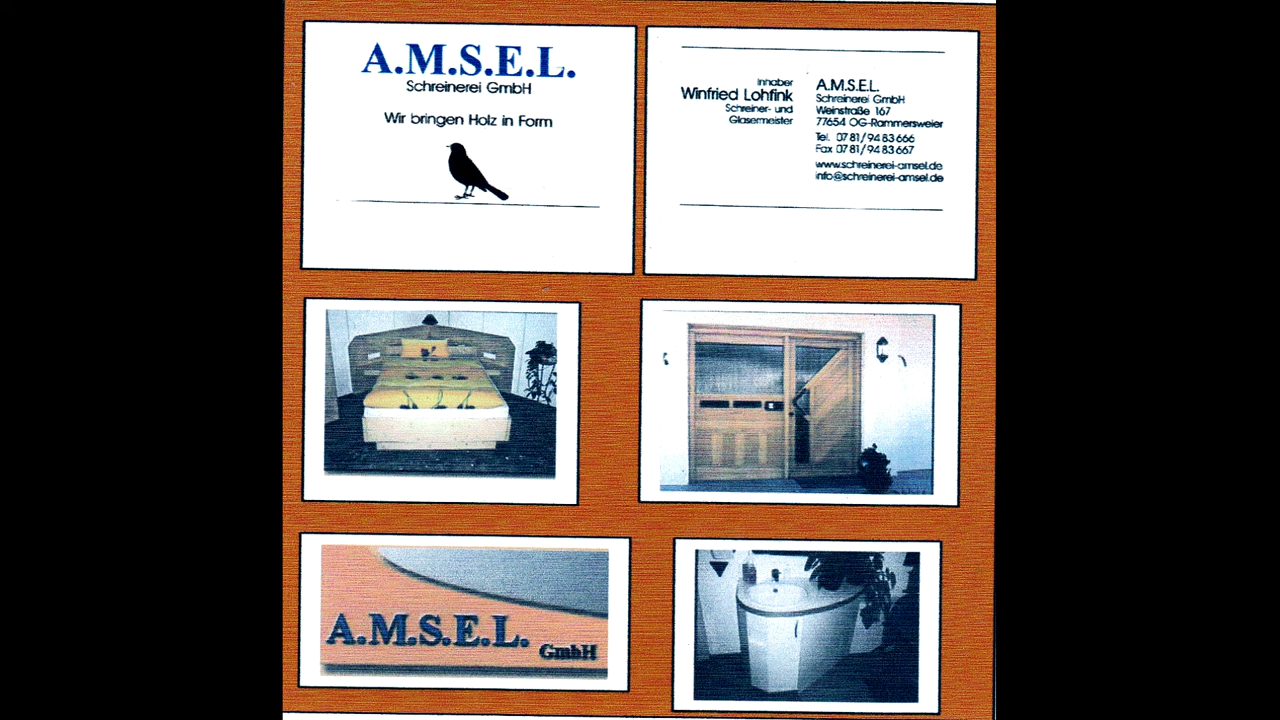 A.M.S.E.L.
Schreinerei GmbH
Wir bringen Holz in Form
Inhaber
Winfried Lohfink
Schreiner- und
Glasermeister
A.M.S.E.L.
Schreinerei GmbH
Weinstraße 167
77654 OG-Rammersweier
Tel. 07 81/94 83 666
Fax 07 81/94 83 667
www.schreinerei-amsel.de
info@schreinerei-amsel.de
A.M.S.E.L.
GmbH